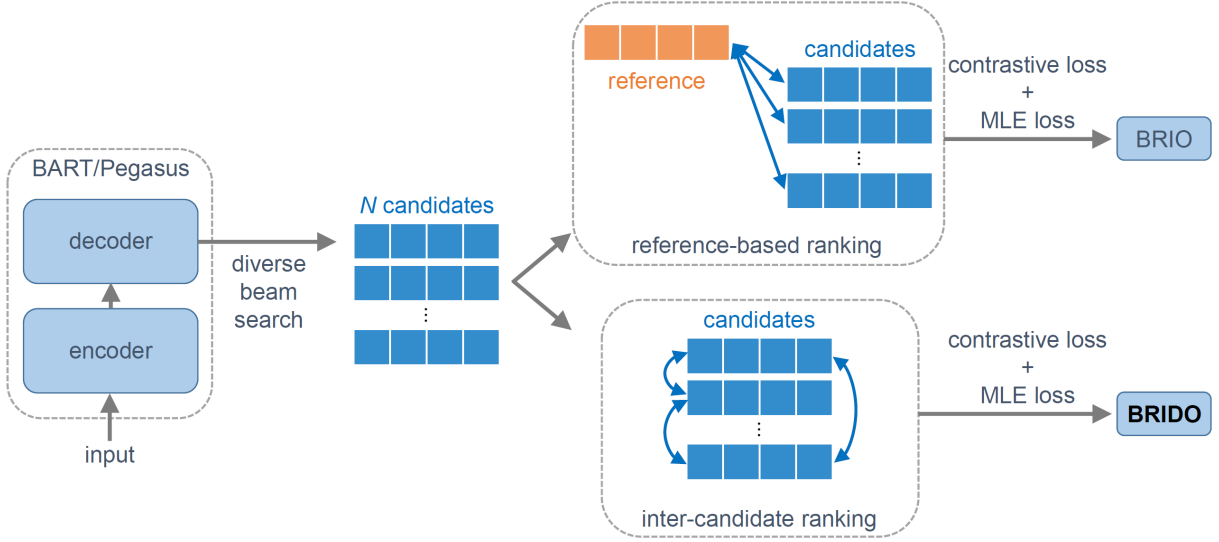 BART/Pegasus
decoder
encoder
input
diverse
beam
search
N candidates
⋮
reference
candidates
⋮
reference-based ranking
contrastive loss
+
MLE loss
BRIO
candidates
⋮
inter-candidate ranking
contrastive loss
+
MLE loss
BRIDO